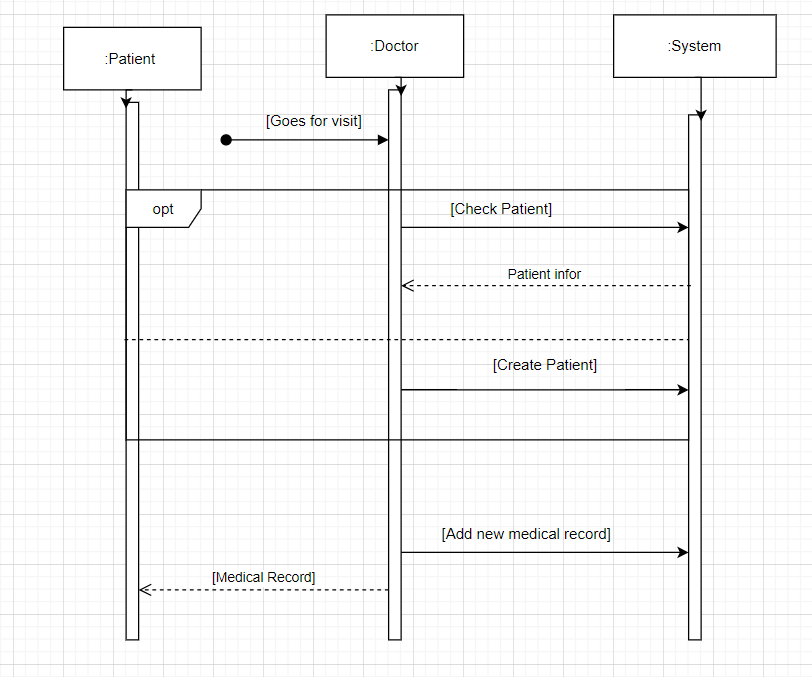 :Patient
:Doctor
:System
[Goes for visit]
opt
[Check Patient]
Patient infor
[Create Patient]
[Add new medical record]
[Medical Record]